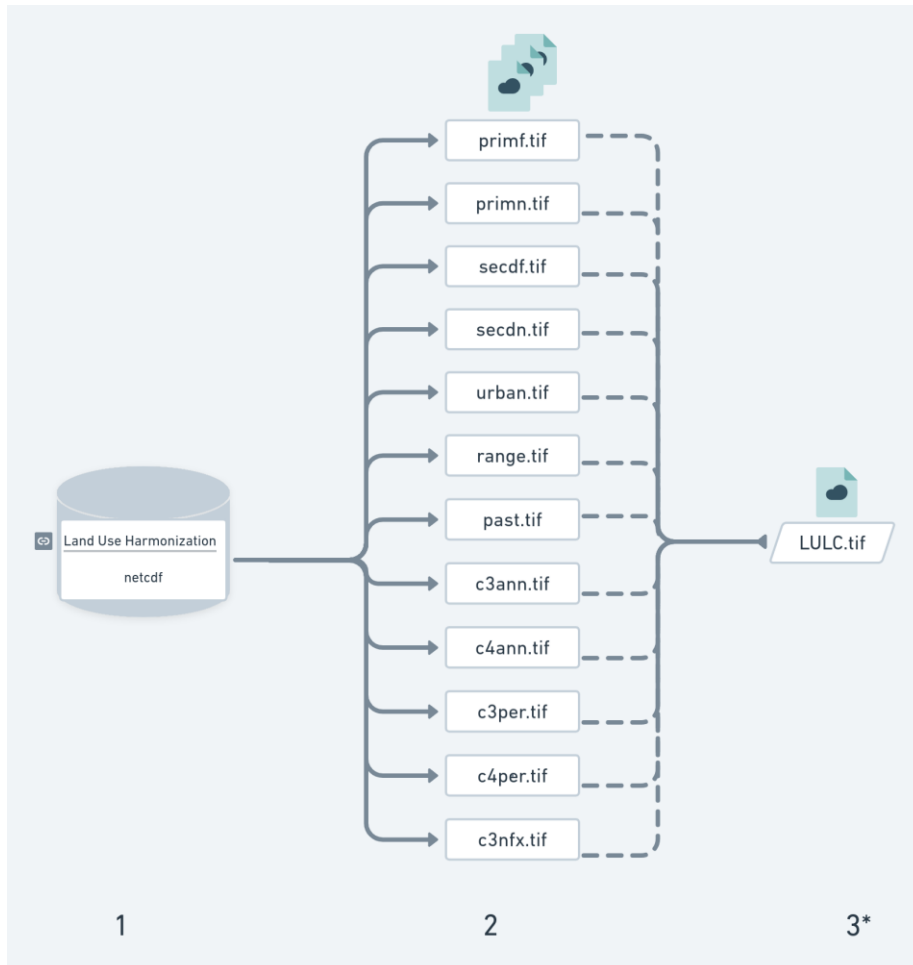 primf.tif
primn.tif
secdf.tif
secdn.tif
urban.tif
range.tif
past.tif
Land Use Harmonization
netcdf
LULC.tif
c3ann.tif
c4ann.tif
c3per.tif
c4per.tif
c3nfx.tif
1
2
3*